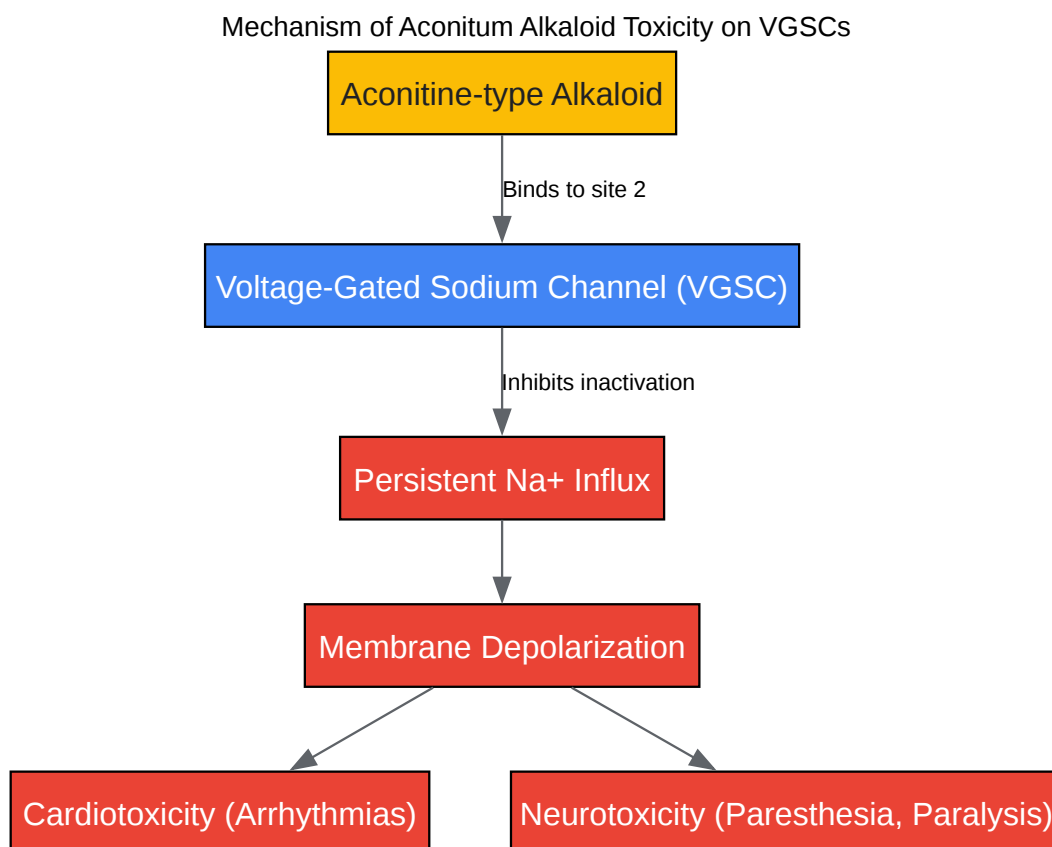 Mechanism of Aconitum Alkaloid Toxicity on VGSCs
Aconitine-type Alkaloid
Binds to site 2
Voltage-Gated Sodium Channel (VGSC)
Inhibits inactivation
Persistent Na+ Influx
Membrane Depolarization
Cardiotoxicity (Arrhythmias)
Neurotoxicity (Paresthesia, Paralysis)